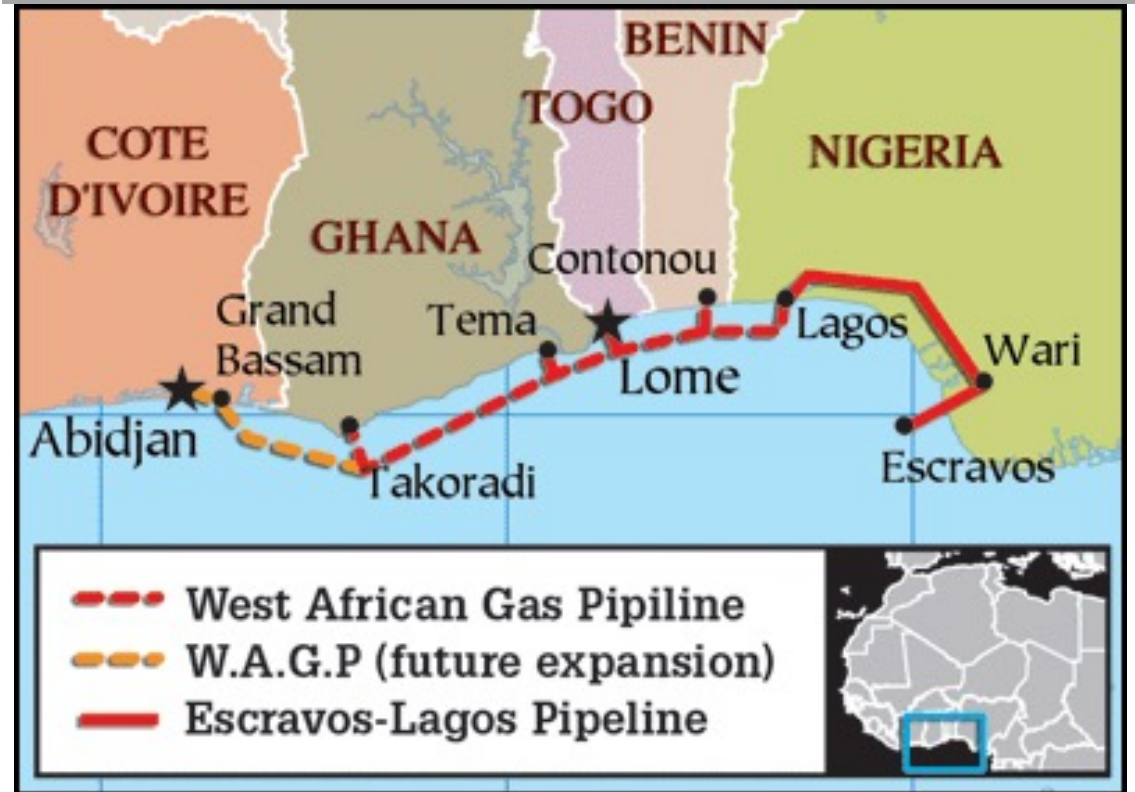 BENIN
TOGO
COTE
D'IVOIRE
NIGERIA
GHANA
Contonou
Grand
Bassam
Tema
Lagos
Wari
Lome
Abidjan
Takoradi
Escravos
West African Gas Pipiline
W.A.G.P (future expansion)
Escravos-Lagos Pipeline